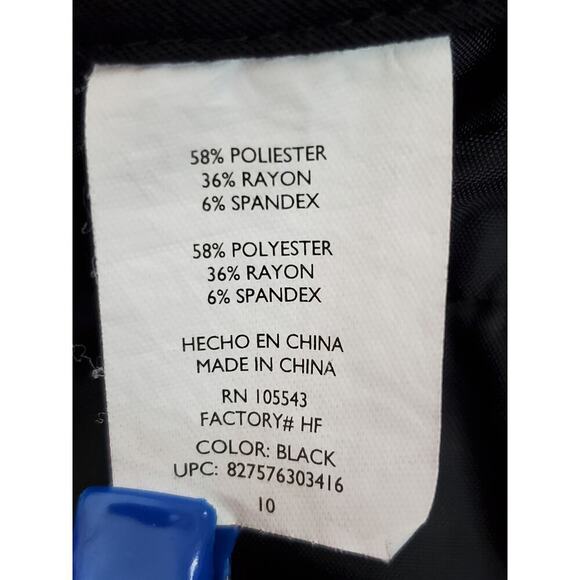 58% POLIESTER
36% RAYON
6% SPANDEX
58% POLYESTER
36% RAYON
6% SPANDEX
HECHO EN CHINA
MADE IN CHINA
RN 105543
FACTORY# HF
COLOR: BLACK
UPC: 827576303416
10